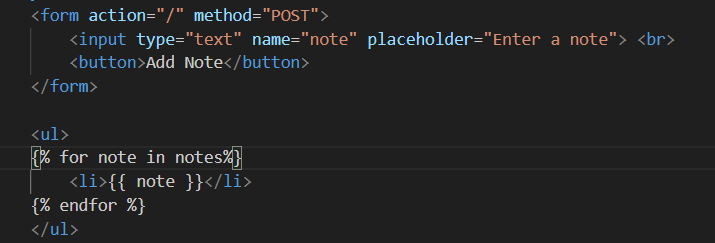 <form action="/" method="POST">
    <input type="text" name="note" placeholder="Enter a note"> <br>
    <button>Add Note</button>
</form>

<ul>
{% for note in notes%}
    <li>{{ note }}</li>
{% endfor %}
</ul>